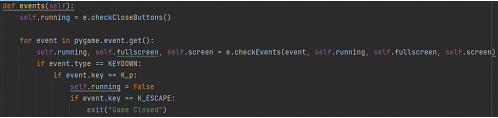 def events(self):
self.running = e.checkCloseButtons()
for event in pygame.event.get():
self.running, self.fullscreen, self.screen = e.checkEvents(event, self.running, self.fullscreen, self.screen)
if event.type == KEYDOWN:
if event.key == K_p:
self.running = False
if event.key == K_ESCAPE:
exit("Game Closed")